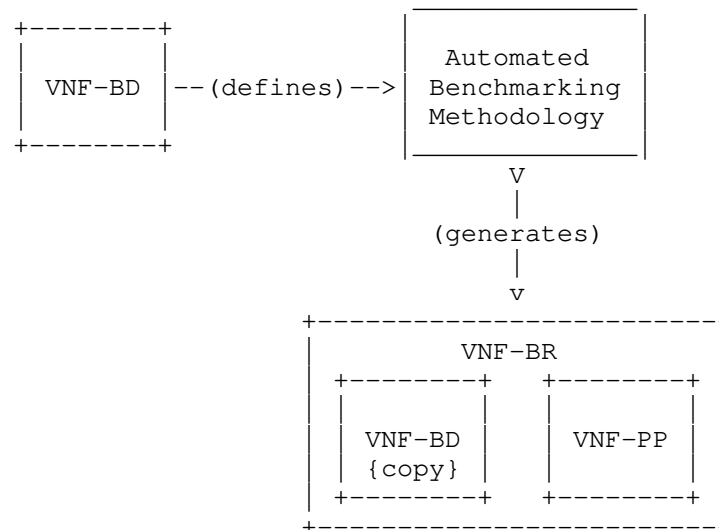 Automated
VNF-BD --(defines)--> Benchmarking
Methodology
V
(generates)
v
VNF-BR
VNF-BD VNF-PP
{copy}